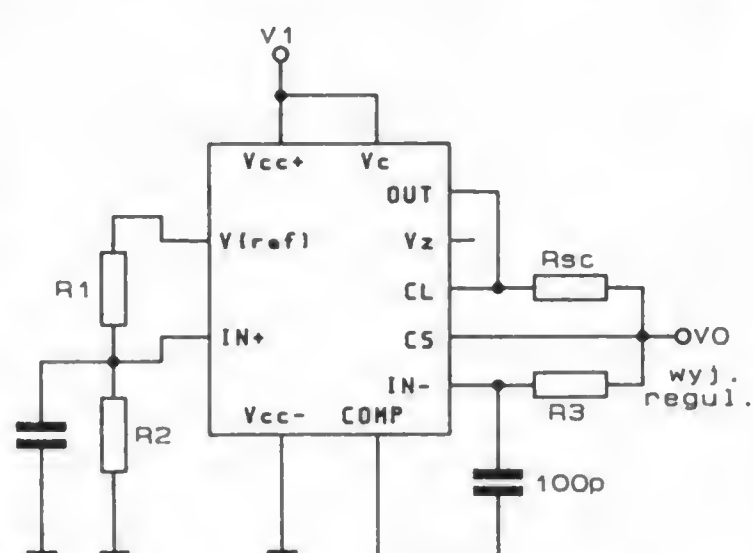 V1
Vcc+ Vc
OUT
V(ref) Vz
Rsc
R1 CL
IN+ CS VO
wyj.
IN- regul.
R3
Vcc- COMP
R2
100p